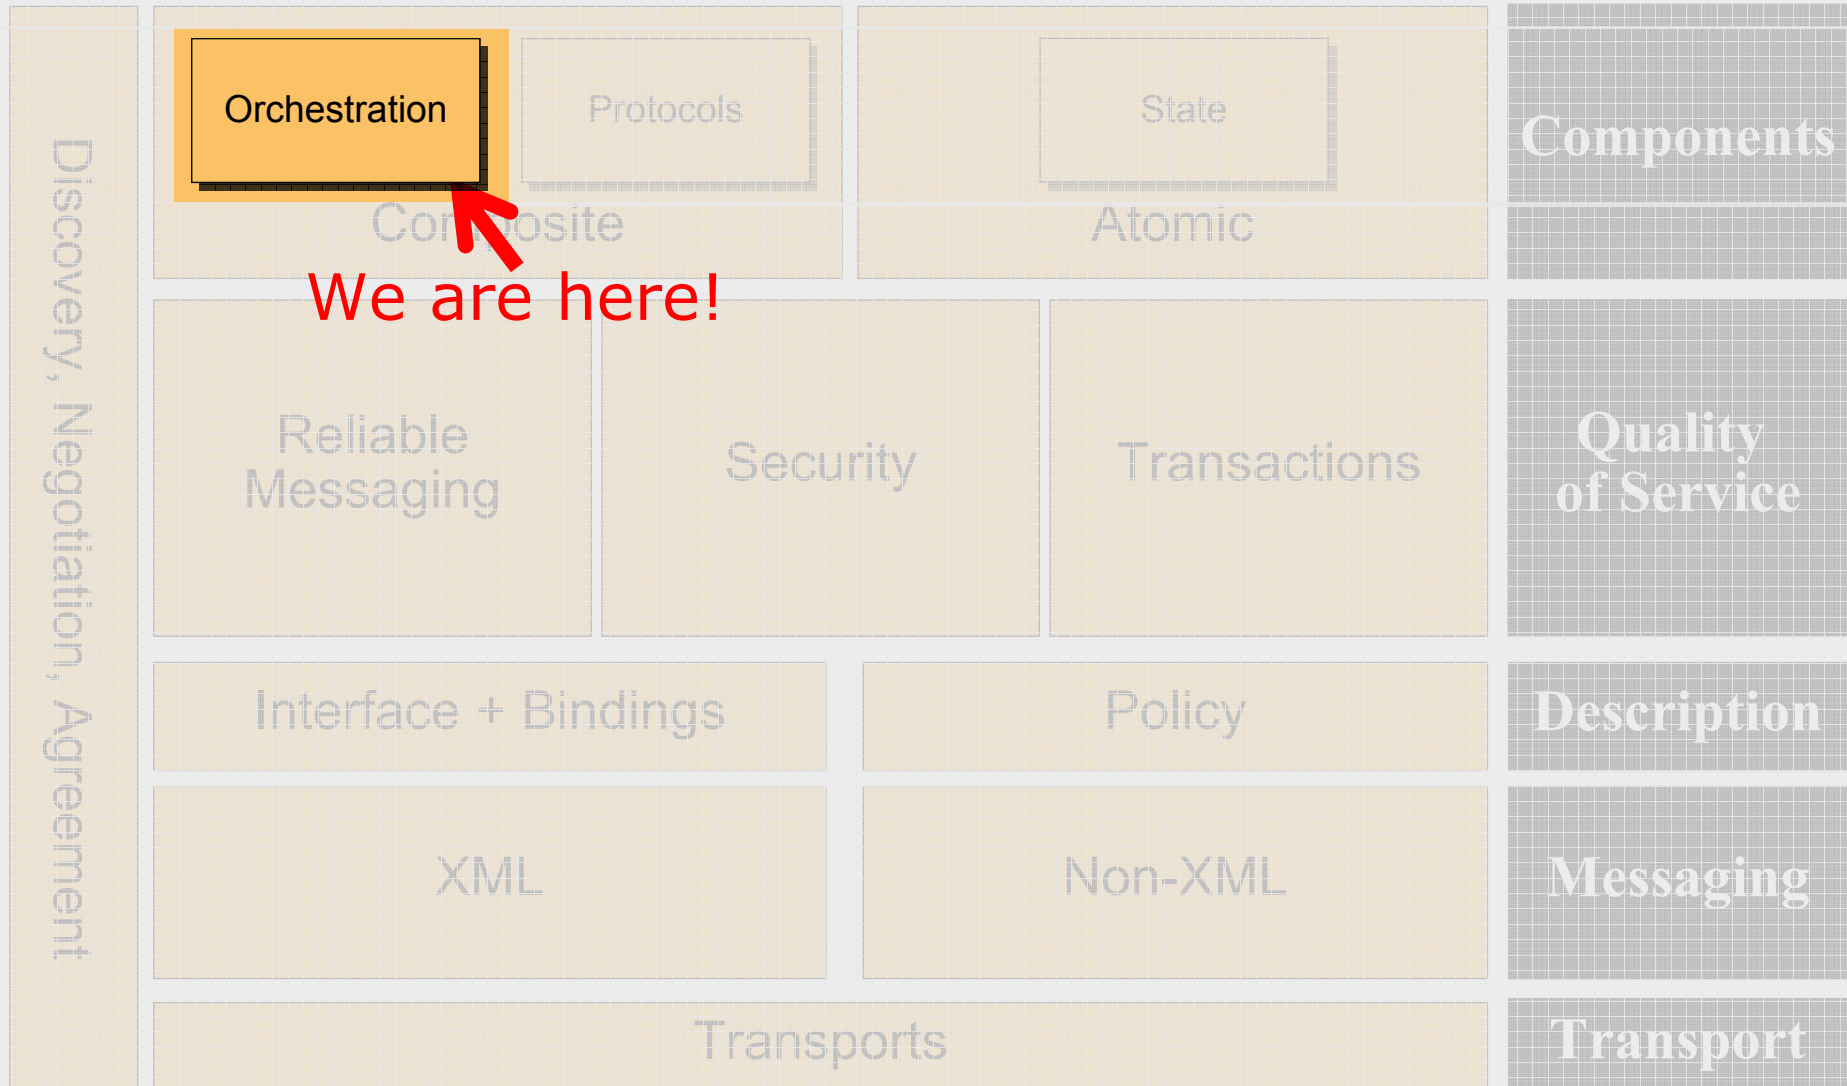 Orchestration
Protocols
State
Components
Composite
Atomic
We are here!
Discovery, Negotiation, Agreement
Reliable
Messaging
Security
Transactions
Quality
of Service
Interface + Bindings
Policy
Description
XML
Non-XML
Messaging
Transports
Transport